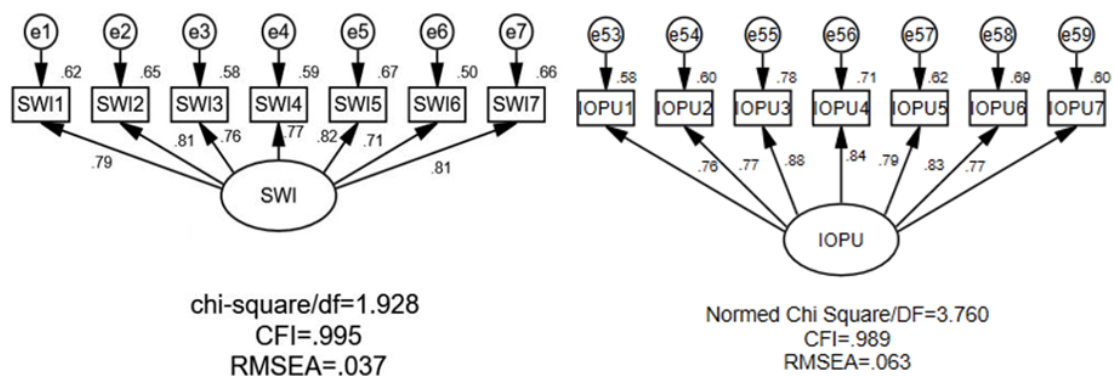 e1 e2 e3 e4 e5 e6 e7
.62 .65 .58 .59 .67 .50 .66
SWI1 SWI2 SWI3 SWI4 SWI5 SWI6 SWI7
.79 .81 .76 .77 .82 .71 .81
SWI
chi-square/df=1.928
CFI=.995
RMSEA=.037
e53 e54 e55 e56 e57 e58 e59
.58 .60 .78 .71 .62 .69 .60
IOPU1 IOPU2 IOPU3 IOPU4 IOPU5 IOPU6 IOPU7
.76 .77 .88 .84 .79 .83 .77
IOPU
Normed Chi Square/DF=3.760
CFI=.989
RMSEA=.063